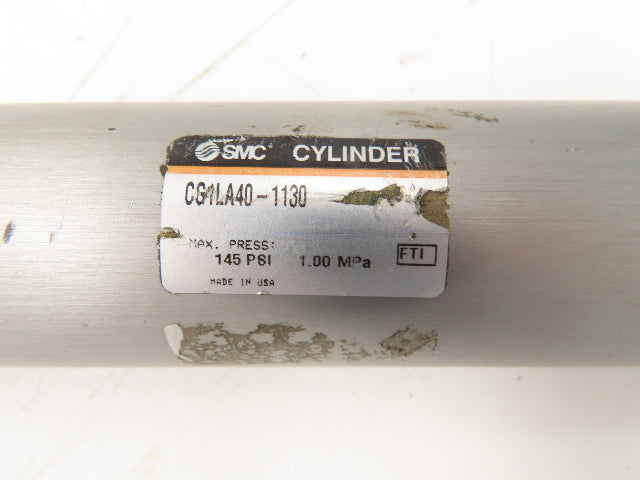 SMC CYLINDER
CG1LA40-1130
MAX. PRESS:
145 PSI 1.00 MPa FTI
MADE IN USA